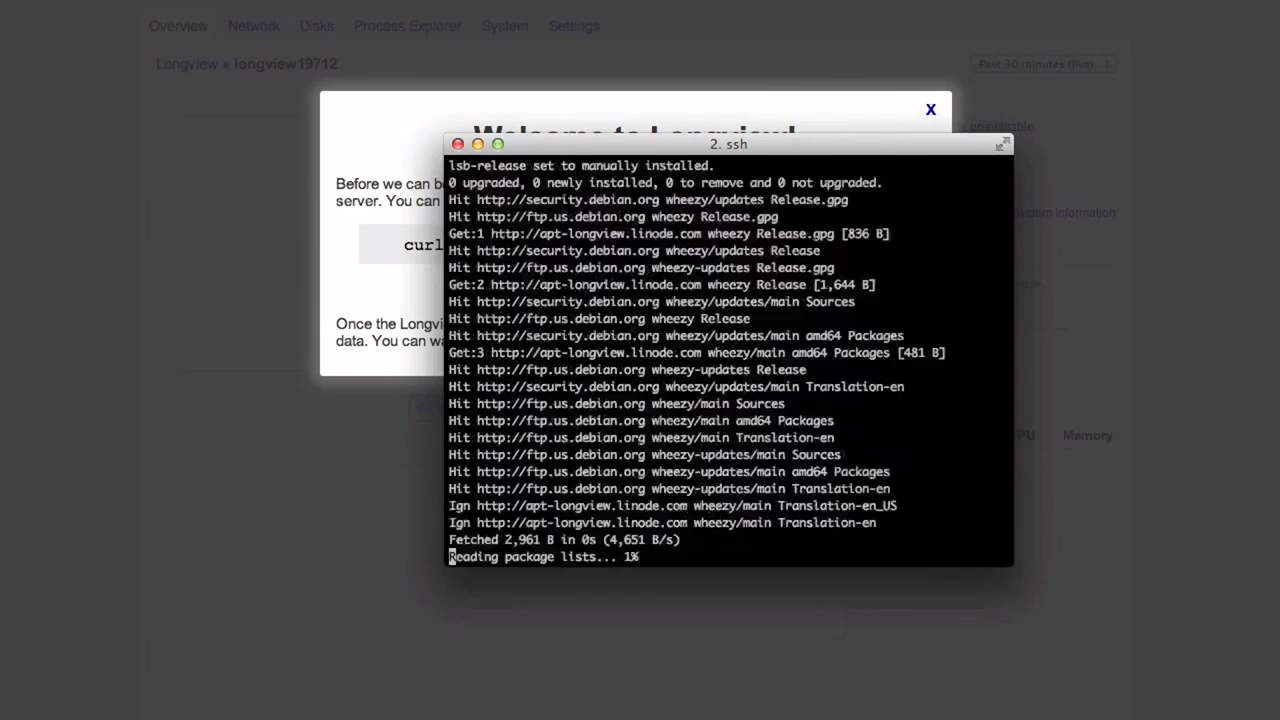 Overview Network Disks Process Explorer System Settings
Longview » longview19712
Past 30 minutes (live)
X
Welcome to Longview!
unavailable.
Before we can be
server. You can
curl
System Information
Once the Longvi
data. You can wa
CPU Memory
2. ssh
lsb-release set to manually installed.
0 upgraded, 0 newly installed, 0 to remove and 0 not upgraded.
Hit http://security.debian.org wheezy/updates Release.gpg
Hit http://ftp.us.debian.org wheezy Release.gpg
Get:1 http://apt-longview.linode.com wheezy Release.gpg [836 B]
Hit http://security.debian.org wheezy/updates Release
Hit http://ftp.us.debian.org wheezy-updates Release.gpg
Get:2 http://apt-longview.linode.com wheezy Release [1,644 B]
Hit http://security.debian.org wheezy/updates/main Sources
Hit http://ftp.us.debian.org wheezy Release
Hit http://security.debian.org wheezy/updates/main amd64 Packages
Get:3 http://apt-longview.linode.com wheezy/main amd64 Packages [481 B]
Hit http://ftp.us.debian.org wheezy-updates Release
Hit http://security.debian.org wheezy/updates/main Translation-en
Hit http://ftp.us.debian.org wheezy/main Sources
Hit http://ftp.us.debian.org wheezy/main amd64 Packages
Hit http://ftp.us.debian.org wheezy/main Translation-en
Hit http://ftp.us.debian.org wheezy-updates/main Sources
Hit http://ftp.us.debian.org wheezy-updates/main amd64 Packages
Hit http://ftp.us.debian.org wheezy-updates/main Translation-en
Ign http://apt-longview.linode.com wheezy/main Translation-en_US
Ign http://apt-longview.linode.com wheezy/main Translation-en
Fetched 2,961 B in 0s (4,651 B/s)
Reading package lists... 1%